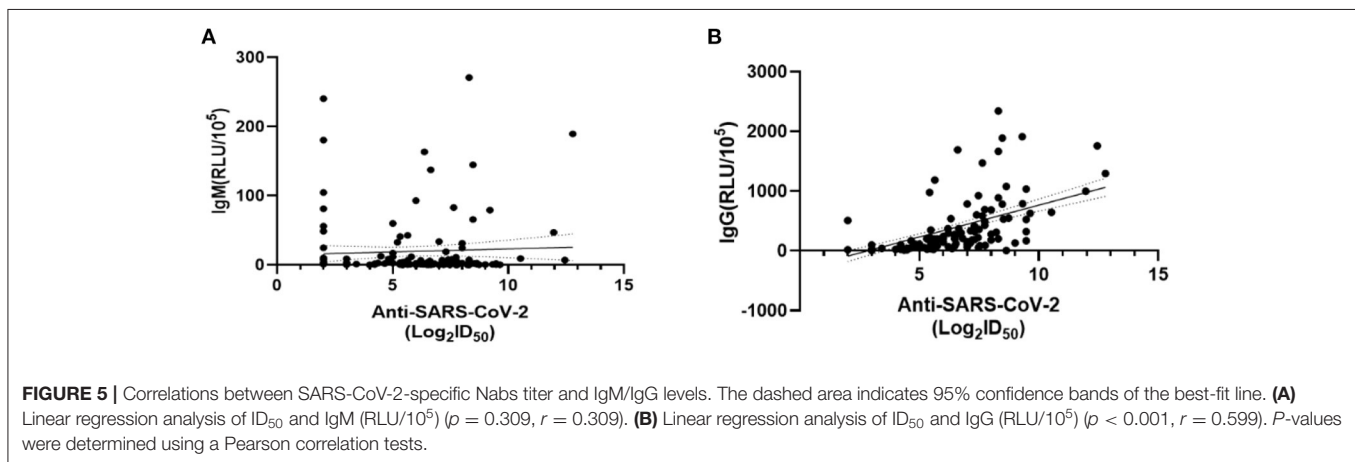 A
300
200
100
0
IgM(RLU/10⁵)
0 5 10 15
Anti-SARS-CoV-2
(Log₂ID₅₀)
B
3000
2000
1000
0
-1000
IgG(RLU/10⁵)
5 10 15
Anti-SARS-CoV-2
(Log₂ID₅₀)
FIGURE 5 | Correlations between SARS-CoV-2-specific Nabs titer and IgM/IgG levels. The dashed area indicates 95% confidence bands of the best-fit line. (A)
Linear regression analysis of ID₅₀ and IgM (RLU/10⁵) (p = 0.309, r = 0.309). (B) Linear regression analysis of ID₅₀ and IgG (RLU/10⁵) (p < 0.001, r = 0.599). P-values
were determined using a Pearson correlation tests.